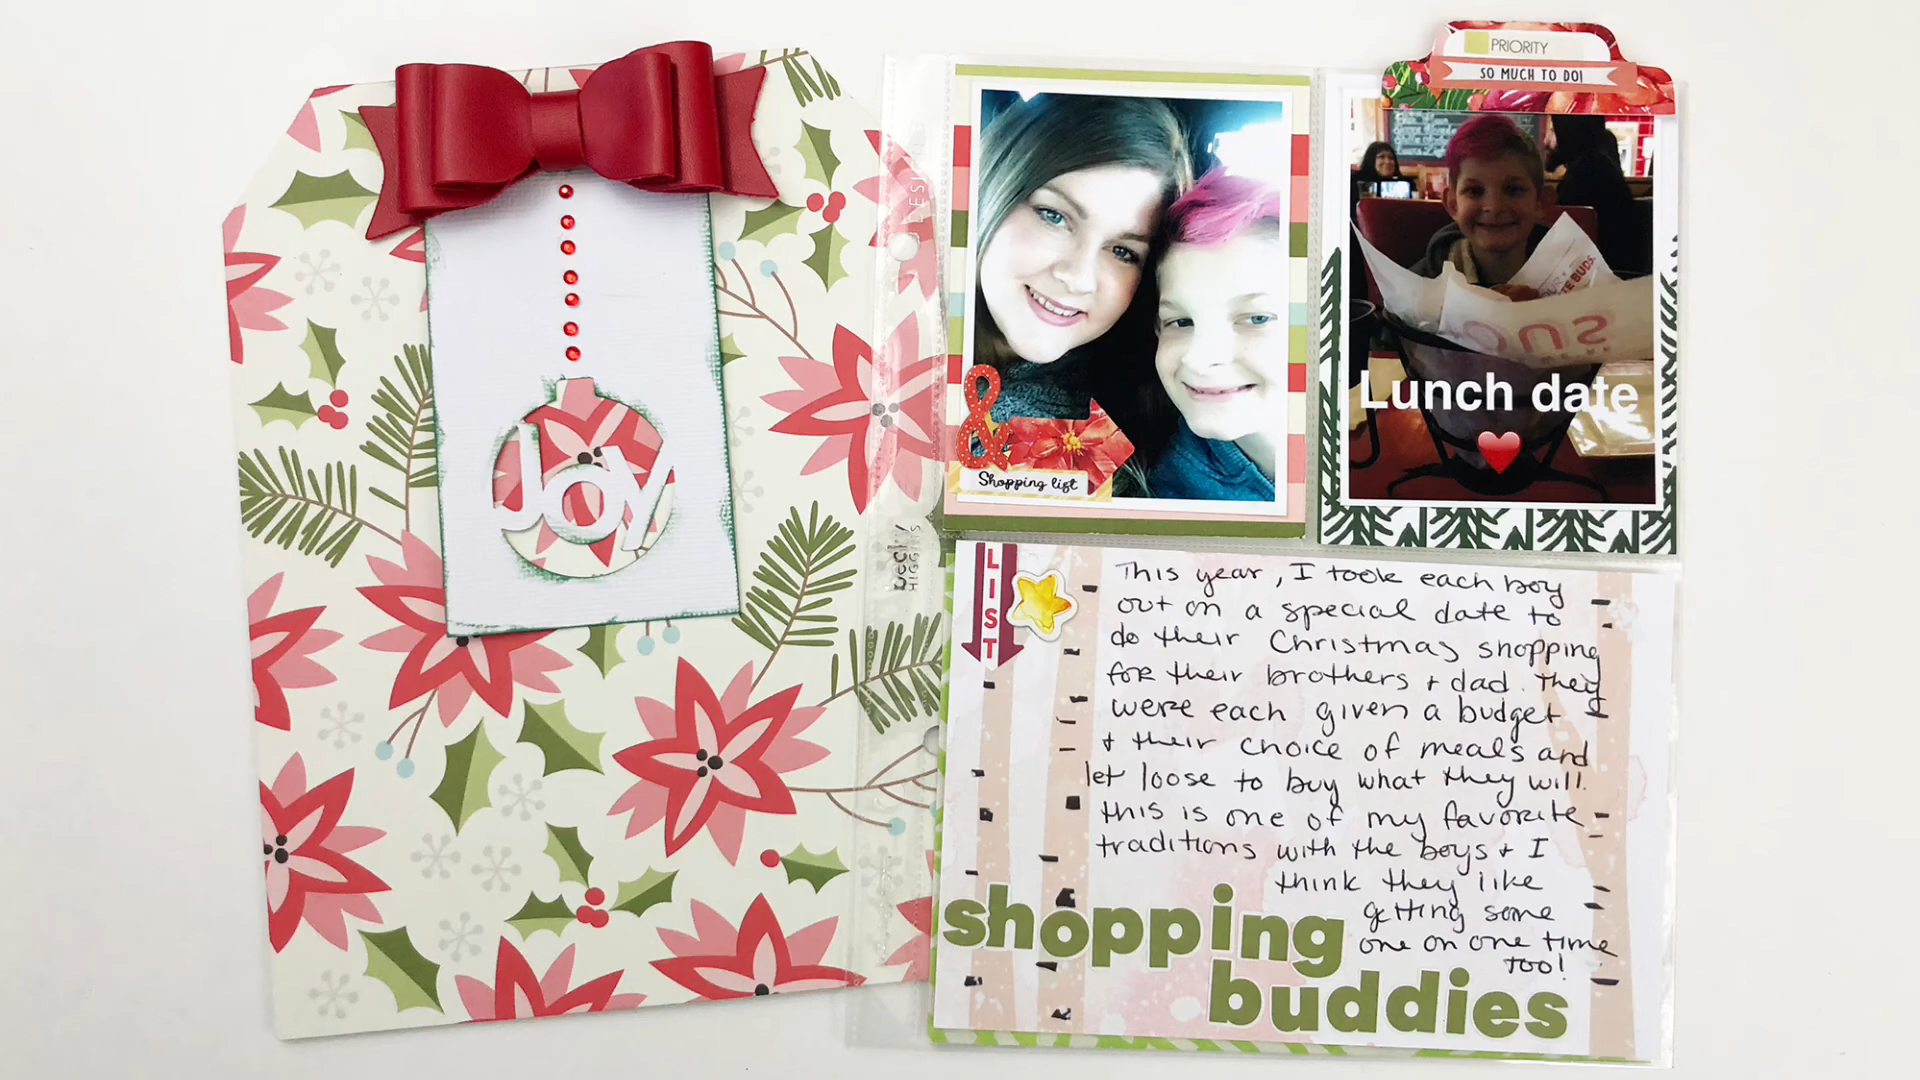 Joy
DESIGN
becky
HIGGINS
Shopping list
PRIORITY
SO MUCH TO DO!
Lunch date
LIST
This year, I took each boy
out on a special date to
do their Christmas shopping
for their brothers + dad. They
were each given a budget
+ their choice of meals and
let loose to buy what they will.
this is one of my favorite
traditions with the boys + I
think they like
getting some
one on one time
too!
shopping
buddies